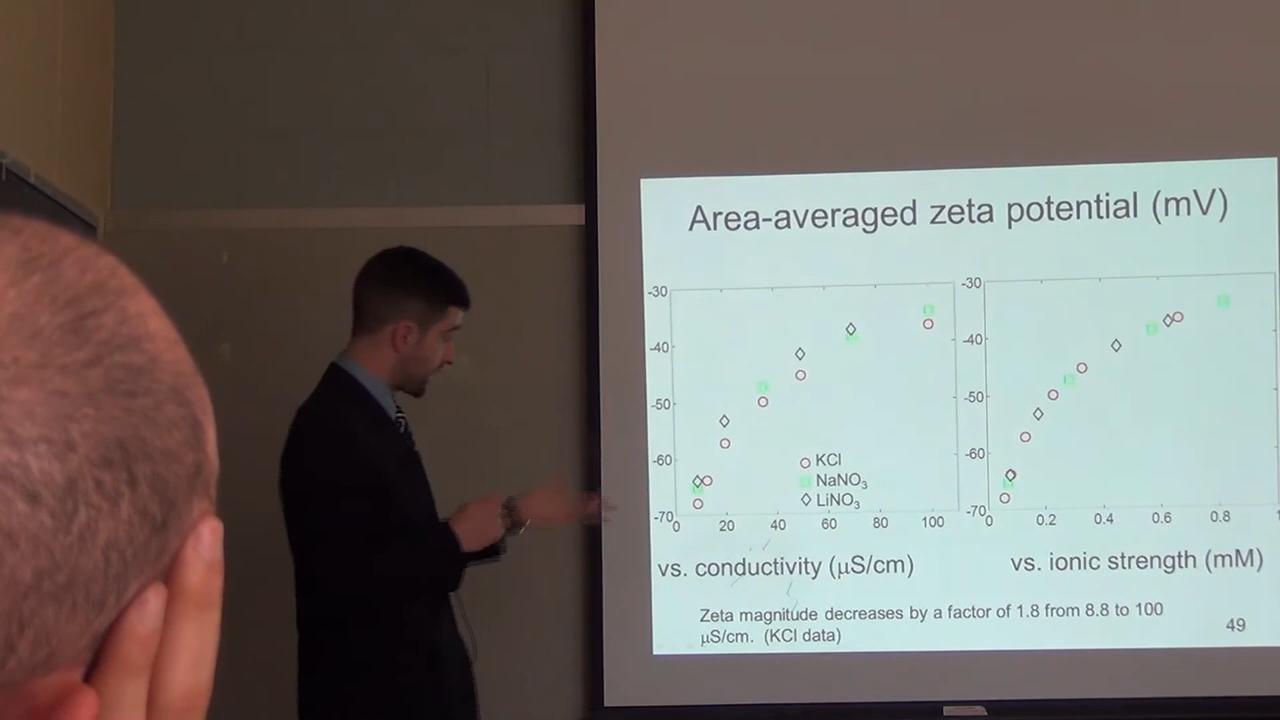 Area-averaged zeta potential (mV)
-30
-40
-50
-60
-70
0 20 40 60 80 100
KCl
NaNO₃
LiNO₃
vs. conductivity (μS/cm)
-30
-40
-50
-60
-70
0 0.2 0.4 0.6 0.8
vs. ionic strength (mM)
Zeta magnitude decreases by a factor of 1.8 from 8.8 to 100
μS/cm. (KCl data)
49